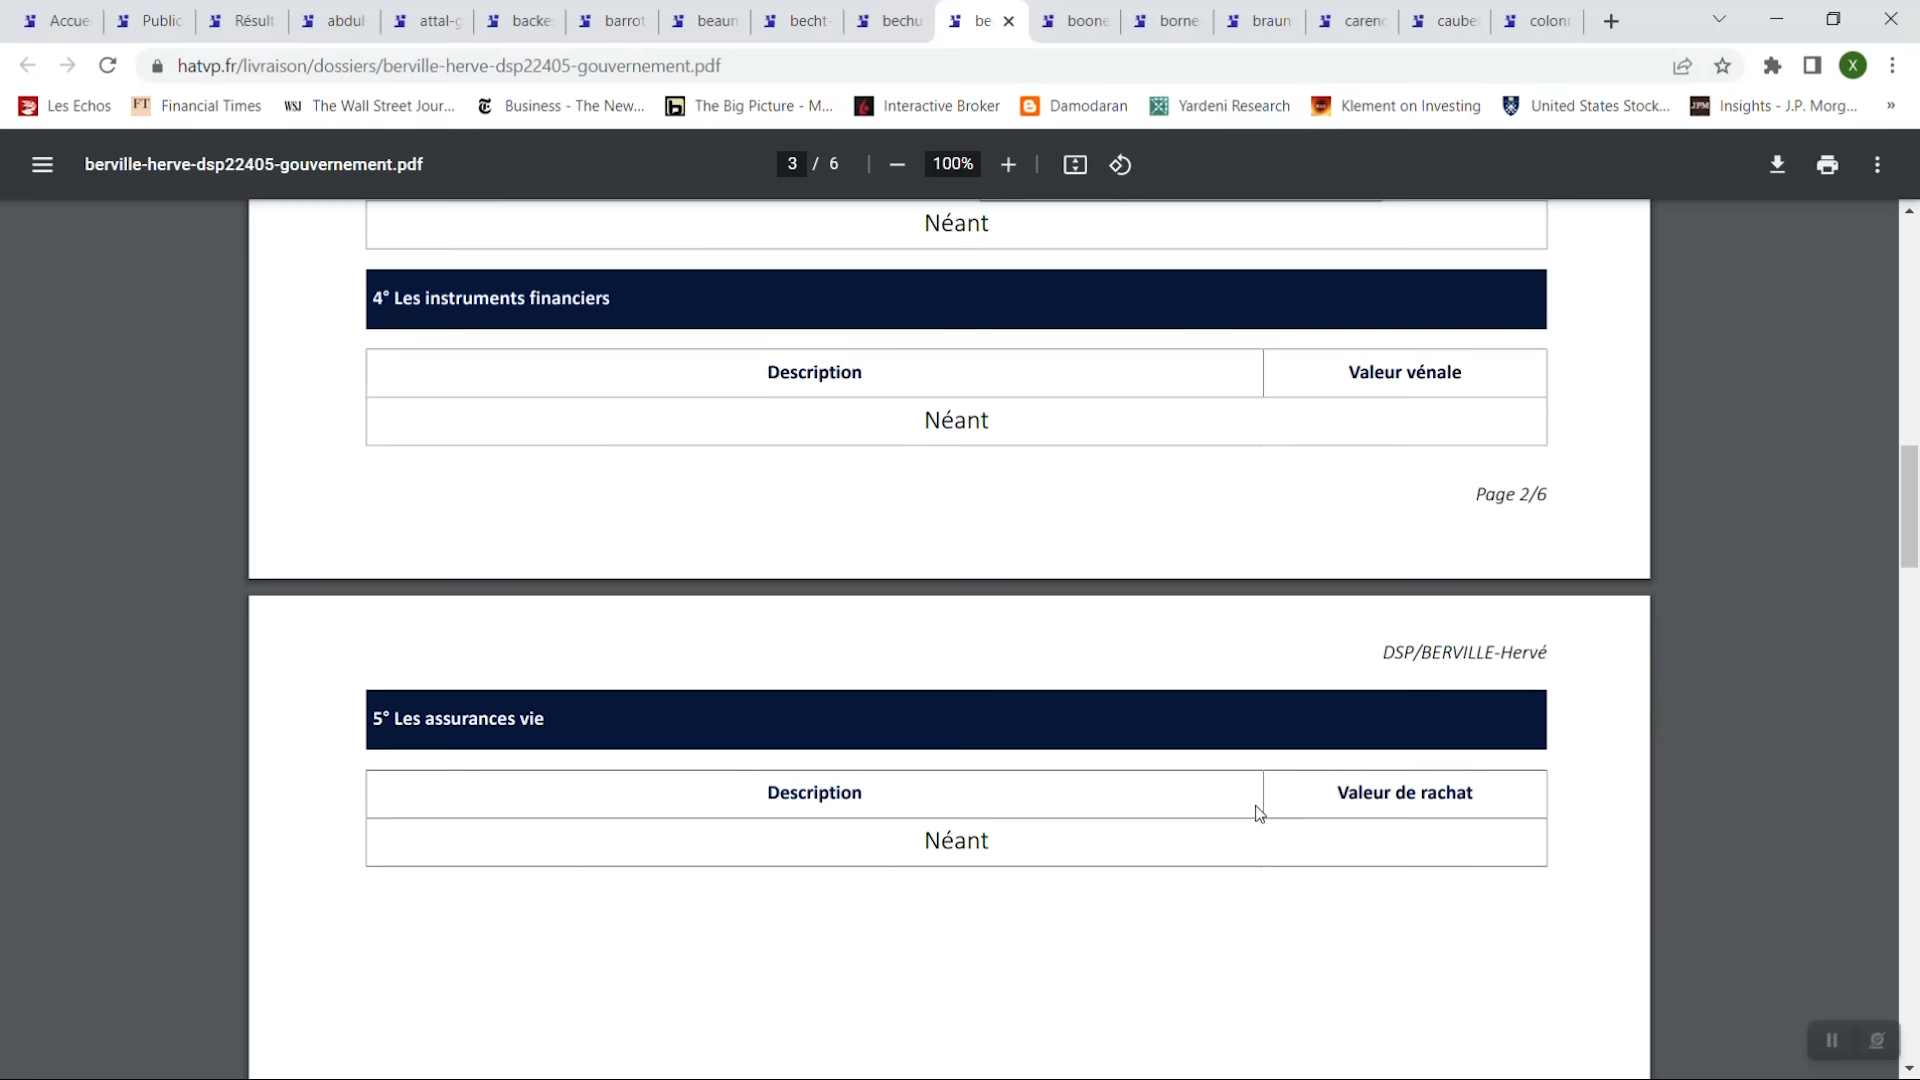 Accue
Public
Résult
abdul
attal-g
backe
barrot
beaun
becht-
bechu
be
boone
borne
braun
carenc
caube
colonr
hatvp.fr/livraison/dossiers/berville-herve-dsp22405-gouvernement.pdf
X
Les Echos
FT Financial Times
WSJ The Wall Street Jour...
Business - The New...
The Big Picture - M...
Interactive Broker
Damodaran
Yardeni Research
Klement on Investing
United States Stock...
JPM Insights - J.P. Morg...
»
berville-herve-dsp22405-gouvernement.pdf
3 / 6
100%
Néant
4° Les instruments financiers
Description
Valeur vénale
Néant
Page 2/6
DSP/BERVILLE-Hervé
5° Les assurances vie
Description
Valeur de rachat
Néant